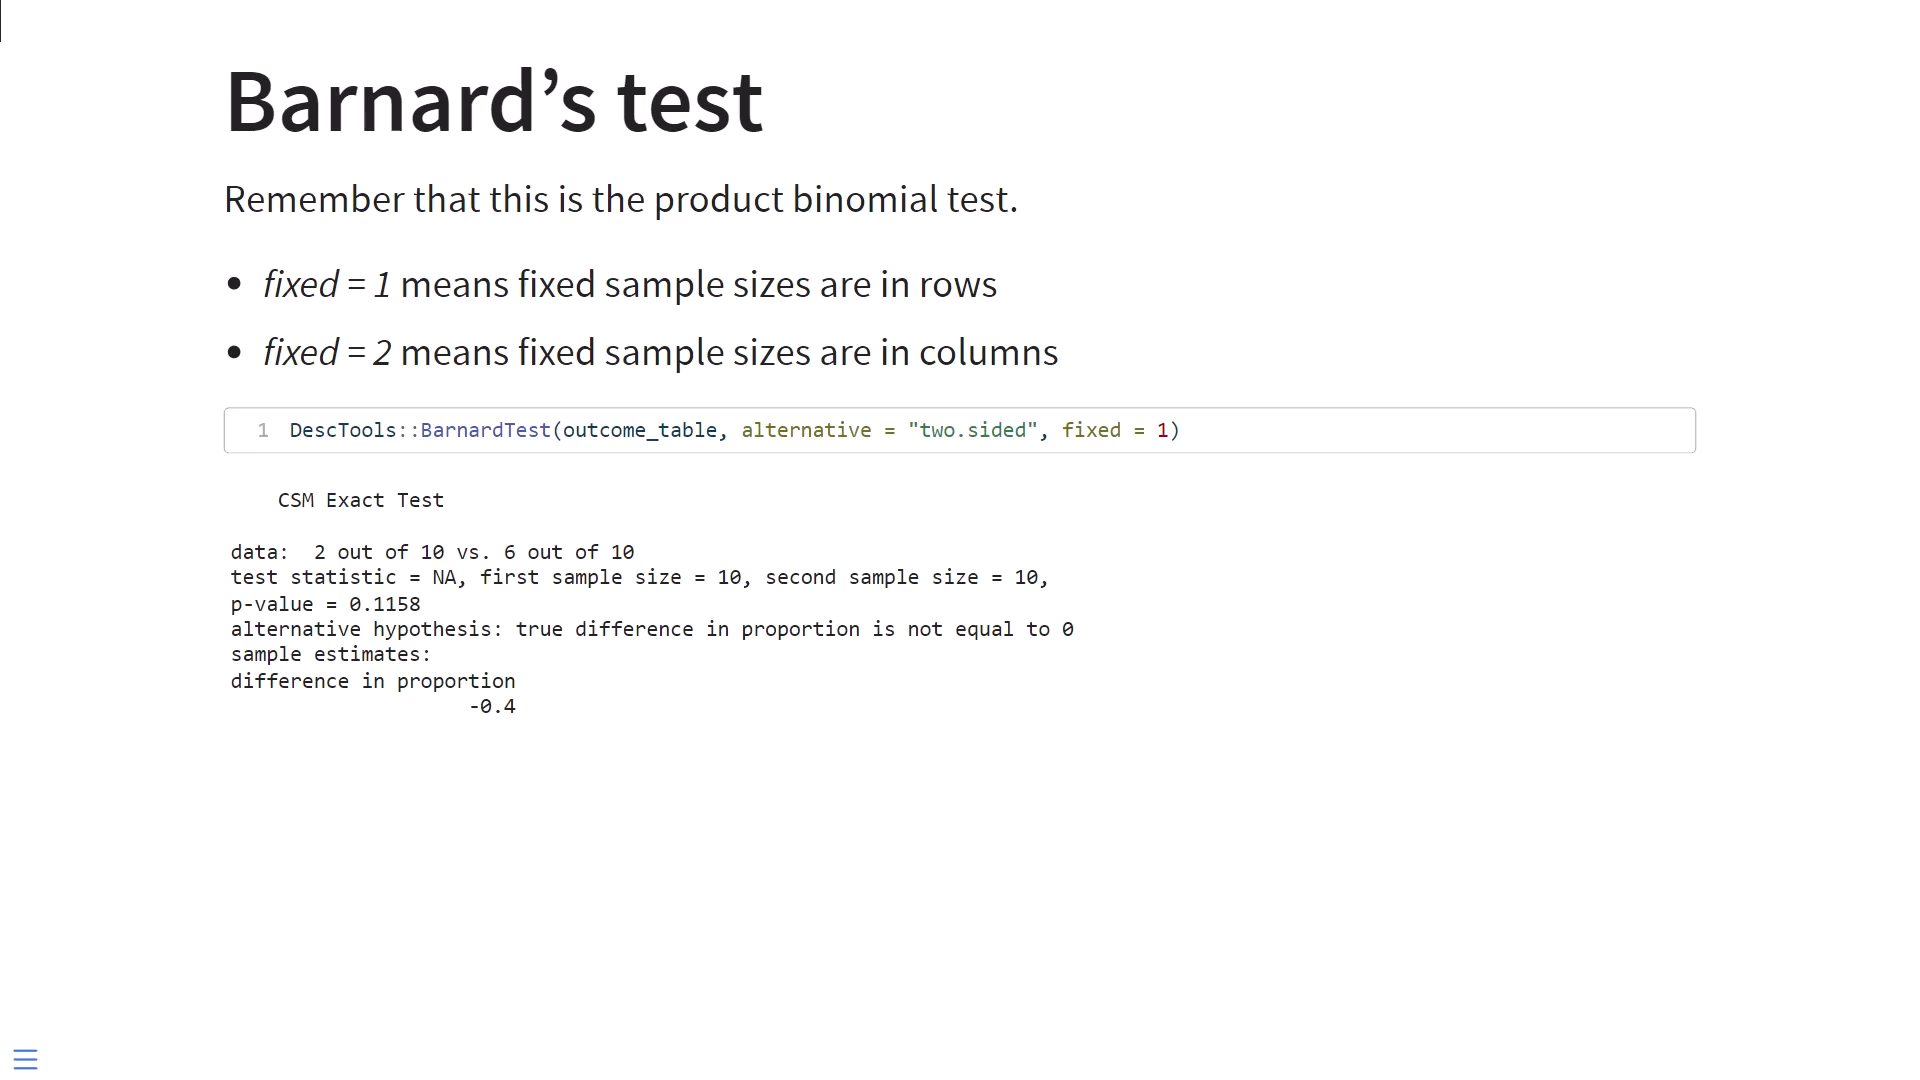 Barnard’s test
Remember that this is the product binomial test.
• fixed = 1 means fixed sample sizes are in rows
• fixed = 2 means fixed sample sizes are in columns
1 DescTools::BarnardTest(outcome_table, alternative = "two.sided", fixed = 1)
CSM Exact Test
data:  2 out of 10 vs. 6 out of 10
test statistic = NA, first sample size = 10, second sample size = 10,
p-value = 0.1158
alternative hypothesis: true difference in proportion is not equal to 0
sample estimates:
difference in proportion
-0.4